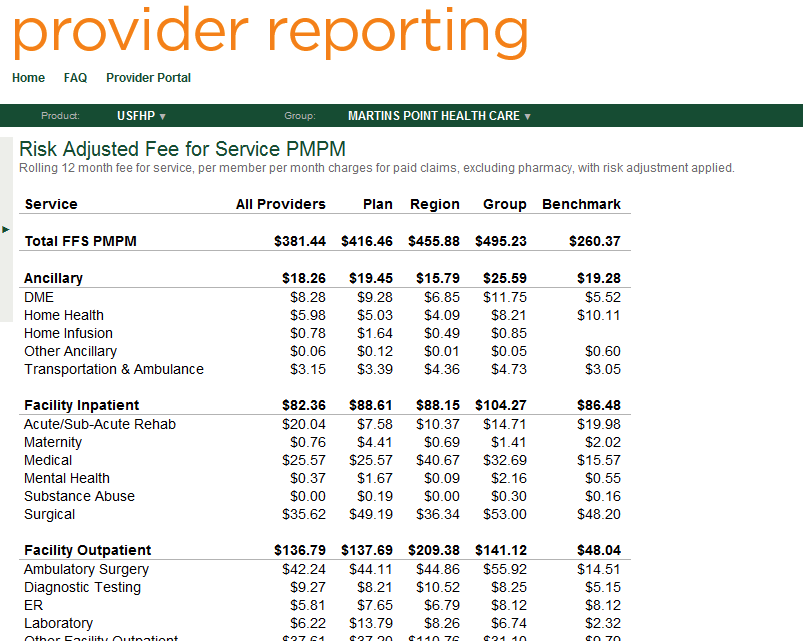 provider reporting
Home FAQ Provider Portal
Product: USFHP ▼ Group: MARTINS POINT HEALTH CARE ▼
Risk Adjusted Fee for Service PMPM
Rolling 12 month fee for service, per member per month charges for paid claims, excluding pharmacy, with risk adjustment applied.
Service All Providers Plan Region Group Benchmark
Total FFS PMPM $381.44 $416.46 $455.88 $495.23 $260.37
Ancillary $18.26 $19.45 $15.79 $25.59 $19.28
DME $8.28 $9.28 $6.85 $11.75 $5.52
Home Health $5.98 $5.03 $4.09 $8.21 $10.11
Home Infusion $0.78 $1.64 $0.49 $0.85
Other Ancillary $0.06 $0.12 $0.01 $0.05 $0.60
Transportation & Ambulance $3.15 $3.39 $4.36 $4.73 $3.05
Facility Inpatient $82.36 $88.61 $88.15 $104.27 $86.48
Acute/Sub-Acute Rehab $20.04 $7.58 $10.37 $14.71 $19.98
Maternity $0.76 $4.41 $0.69 $1.41 $2.02
Medical $25.57 $25.57 $40.67 $32.69 $15.57
Mental Health $0.37 $1.67 $0.09 $2.16 $0.55
Substance Abuse $0.00 $0.19 $0.00 $0.30 $0.16
Surgical $35.62 $49.19 $36.34 $53.00 $48.20
Facility Outpatient $136.79 $137.69 $209.38 $141.12 $48.04
Ambulatory Surgery $42.24 $44.11 $44.86 $55.92 $14.51
Diagnostic Testing $9.27 $8.21 $10.52 $8.25 $5.15
ER $5.81 $7.65 $6.79 $8.12 $8.12
Laboratory $6.22 $13.79 $8.26 $6.74 $2.32
Other Facility Outpatient